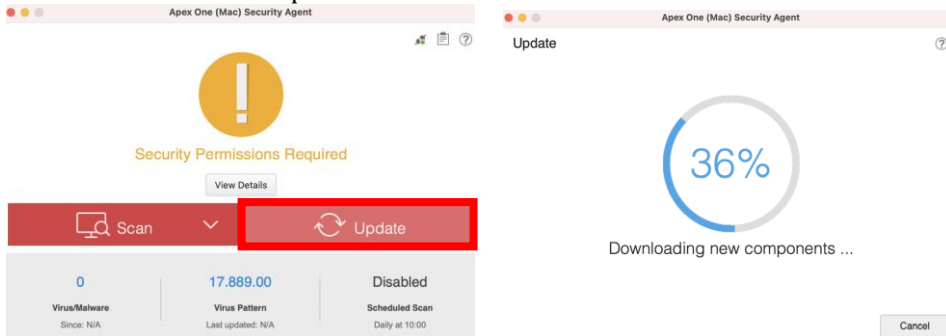 Apex One (Mac) Security Agent
Security Permissions Required
View Details
Scan
Update
0
17.889.00
Disabled
Virus/Malware
Virus Pattern
Scheduled Scan
Since: N/A
Last updated: N/A
Daily at 10:00
Apex One (Mac) Security Agent
Update
36%
Downloading new components ...
Cancel